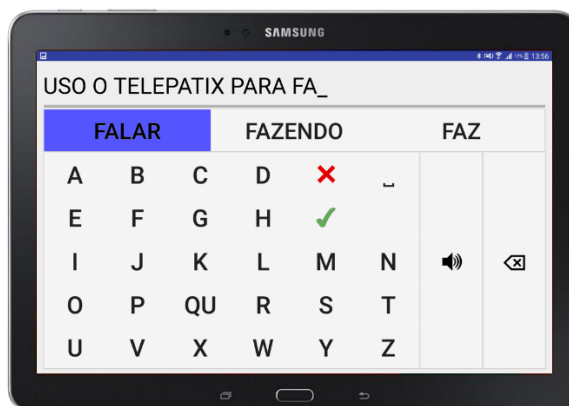 SAMSUNG
13:56
USO O TELEPATIX PARA FA_
FALAR FAZENDO FAZ
A B C D
E F G H
I J K L M N
O P QU R S T
U V X W Y Z